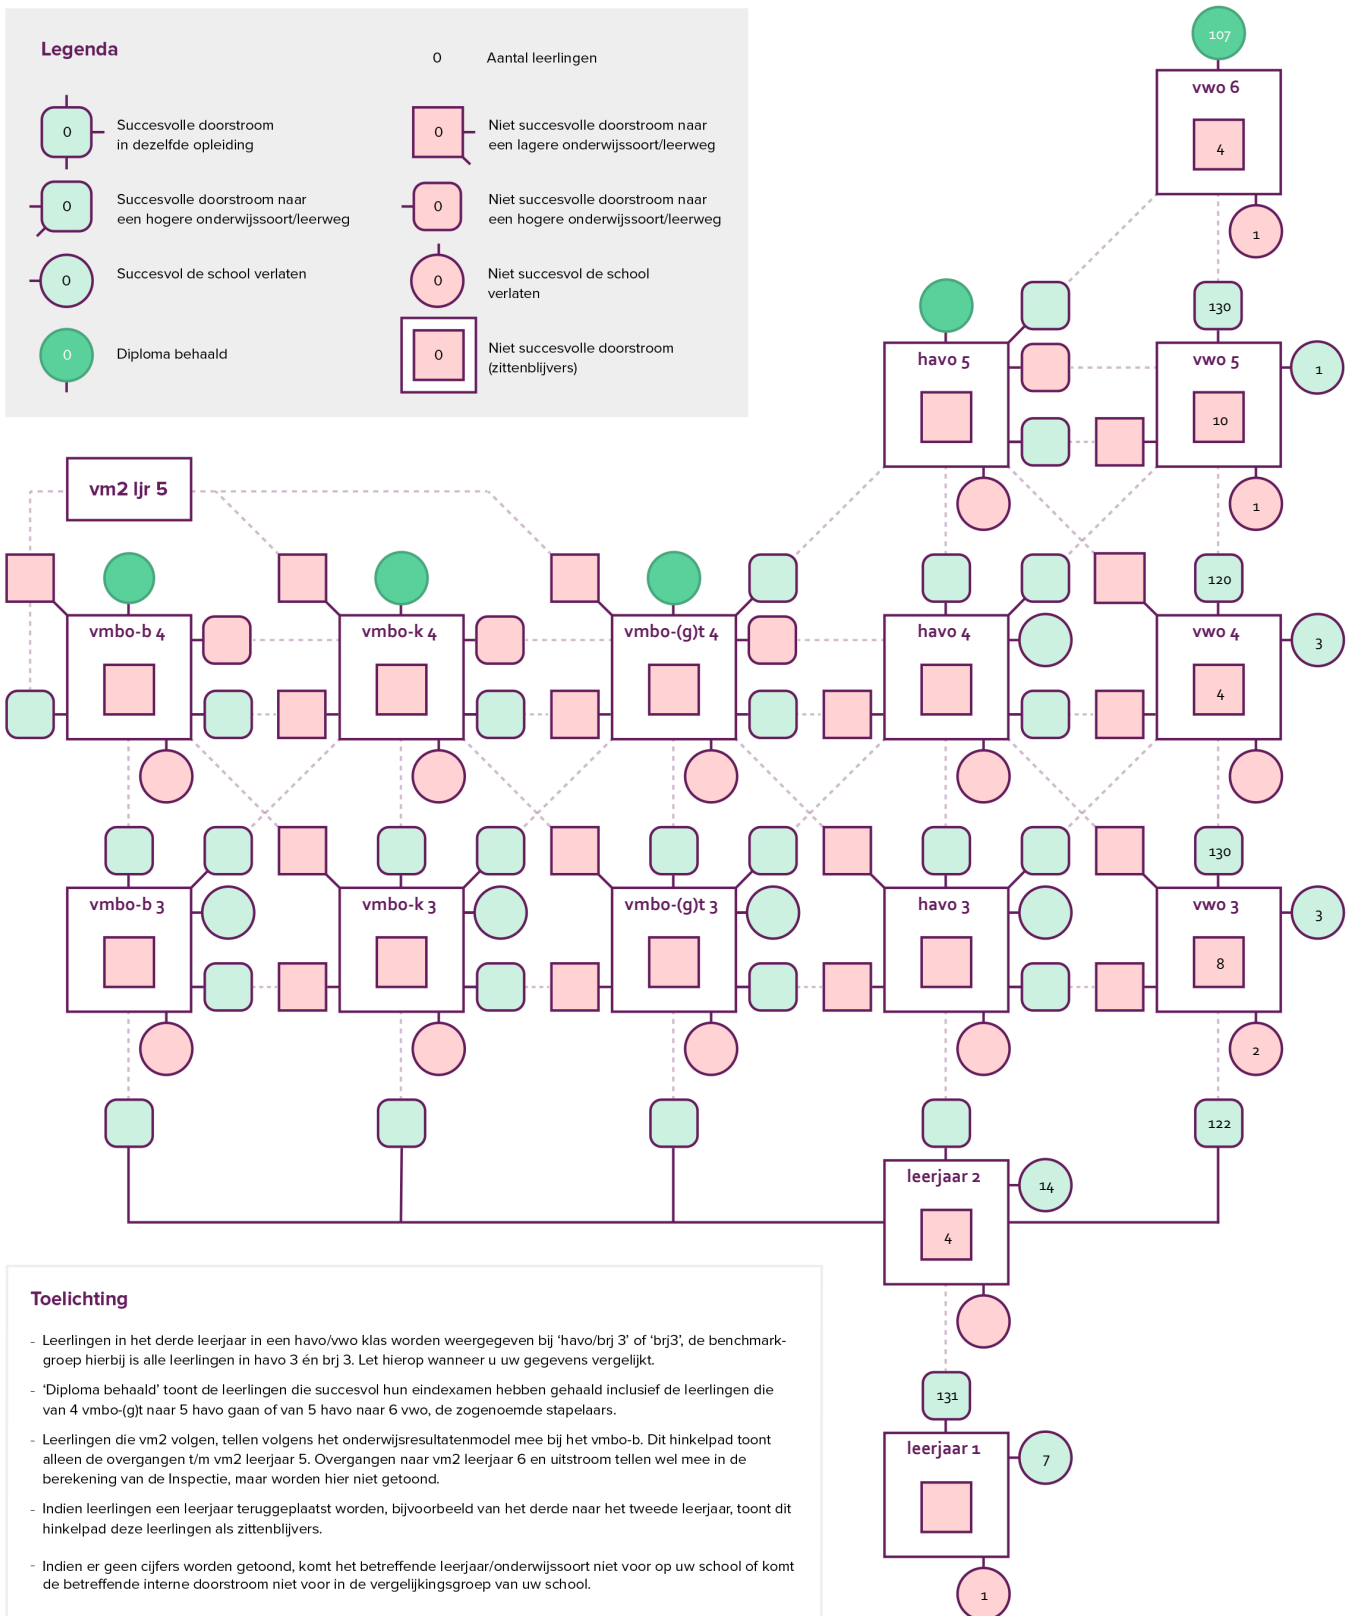 Legenda
0 Aantal leerlingen
0 Succesvolle doorstroom
in dezelfde opleiding
0 Niet succesvolle doorstroom naar
een lagere onderwijssoort/leerweg
0 Succesvolle doorstroom naar
een hogere onderwijssoort/leerweg
0 Niet succesvolle doorstroom naar
een hogere onderwijssoort/leerweg
0 Succesvol de school verlaten
0 Niet succesvol de school
verlaten
0 Diploma behaald
0 Niet succesvolle doorstroom
(zittenblijvers)
107
vwo 6
4
1
130
havo 5
vwo 5
1
10
1
vm2 ljr 5
120
vmbo-b 4
vmbo-k 4
vmbo-(g)t 4
havo 4
vwo 4
3
4
130
vmbo-b 3
vmbo-k 3
vmbo-(g)t 3
havo 3
vwo 3
3
8
2
122
leerjaar 2
14
4
131
leerjaar 1
7
1
Toelichting
- Leerlingen in het derde leerjaar in een havo/vwo klas worden weergegeven bij ‘havo/brj 3’ of ‘brj3’, de benchmark-
groep hierbij is alle leerlingen in havo 3 én brj 3. Let hierop wanneer u uw gegevens vergelijkt.
- ‘Diploma behaald’ toont de leerlingen die succesvol hun eindexamen hebben gehaald inclusief de leerlingen die
van 4 vmbo-(g)t naar 5 havo gaan of van 5 havo naar 6 vwo, de zogenoemde stapelaars.
- Leerlingen die vm2 volgen, tellen volgens het onderwijsresultatenmodel mee bij het vmbo-b. Dit hinkelpad toont
alleen de overgangen t/m vm2 leerjaar 5. Overgangen naar vm2 leerjaar 6 en uitstroom tellen wel mee in de
berekening van de Inspectie, maar worden hier niet getoond.
- Indien leerlingen een leerjaar teruggeplaatst worden, bijvoorbeeld van het derde naar het tweede leerjaar, toont dit
hinkelpad deze leerlingen als zittenblijvers.
- Indien er geen cijfers worden getoond, komt het betreffende leerjaar/onderwijssoort niet voor op uw school of komt
de betreffende interne doorstroom niet voor in de vergelijkingsgroep van uw school.